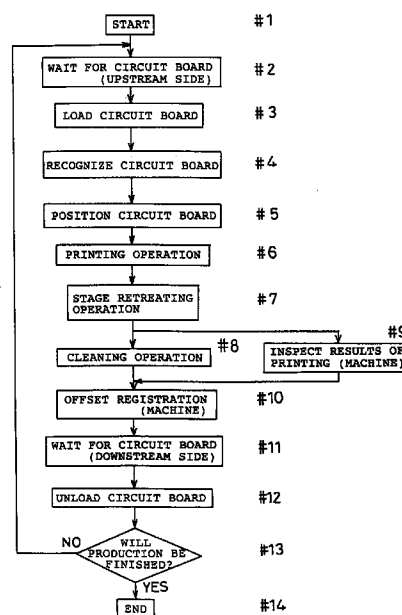 START #1
WAIT FOR CIRCUIT BOARD #2
(UPSTREAM SIDE)
LOAD CIRCUIT BOARD #3
RECOGNIZE CIRCUIT BOARD #4
POSITION CIRCUIT BOARD #5
PRINTING OPERATION #6
STAGE RETREATING #7
OPERATION
CLEANING OPERATION #8
INSPECT RESULTS OF #9
PRINTING (MACHINE)
OFFSET REGISTRATION #10
(MACHINE)
WAIT FOR CIRCUIT BOARD #11
(DOWNSTREAM SIDE)
UNLOAD CIRCUIT BOARD #12
NO
WILL
PRODUCTION BE #13
FINISHED?
YES
END #14